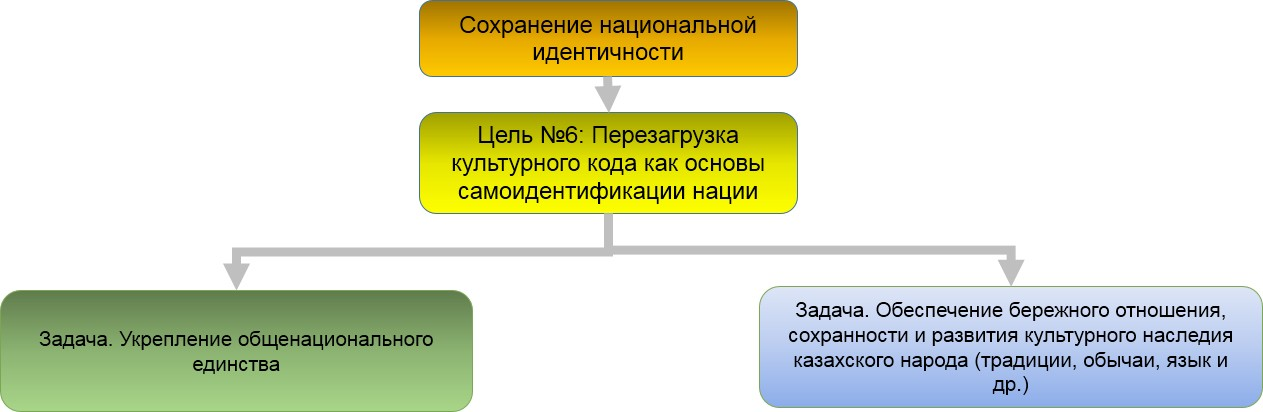 Сохранение национальной
идентичности
Цель №6: Перезагрузка
культурного кода как основы
самоидентификации нации
Задача. Укрепление общенационального
единства
Задача. Обеспечение бережного отношения,
сохранности и развития культурного наследия
казахского народа (традиции, обычаи, язык и
др.)